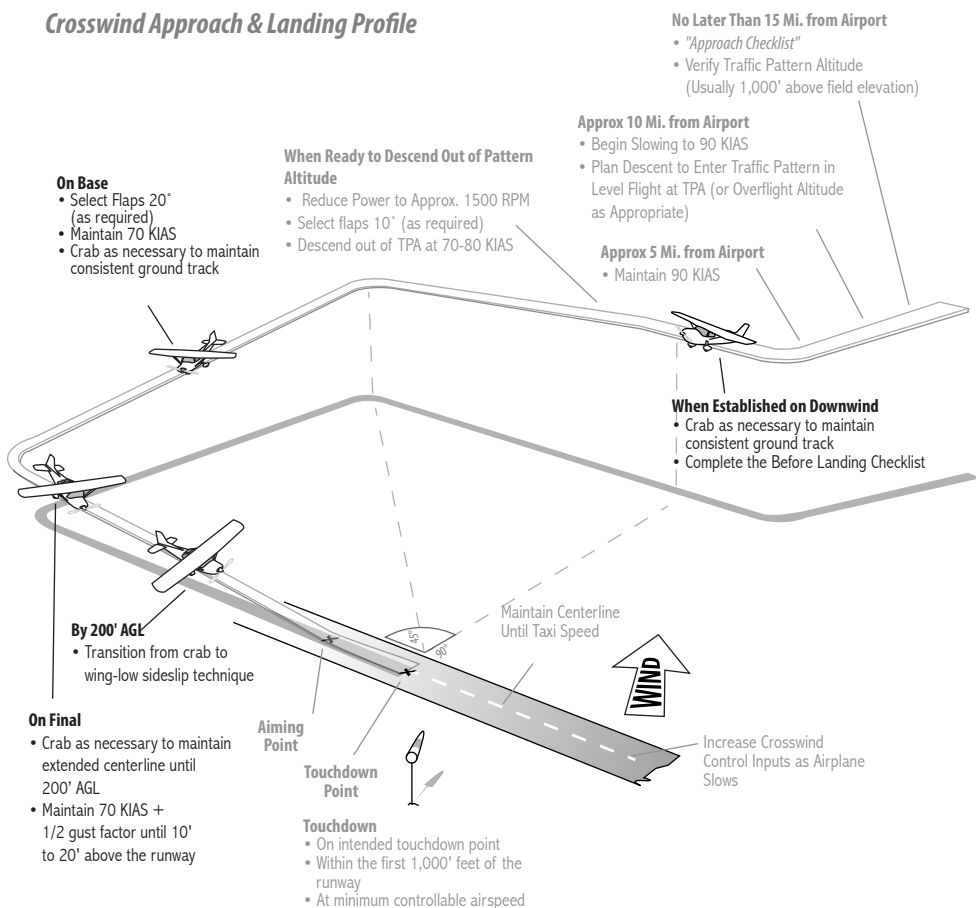 Crosswind Approach & Landing Profile
No Later Than 15 Mi. from Airport
• "Approach Checklist"
• Verify Traffic Pattern Altitude
(Usually 1,000' above field elevation)
Approx 10 Mi. from Airport
• Begin Slowing to 90 KIAS
• Plan Descent to Enter Traffic Pattern in
Level Flight at TPA (or Overflight Altitude
as Appropriate)
Approx 5 Mi. from Airport
• Maintain 90 KIAS
When Ready to Descend Out of Pattern
Altitude
• Reduce Power to Approx. 1500 RPM
• Select flaps 10˚ (as required)
• Descend out of TPA at 70-80 KIAS
On Base
• Select Flaps 20˚
(as required)
• Maintain 70 KIAS
• Crab as necessary to maintain
consistent ground track
When Established on Downwind
• Crab as necessary to maintain
consistent ground track
• Complete the Before Landing Checklist
By 200' AGL
• Transition from crab to
wing-low sideslip technique
On Final
• Crab as necessary to maintain
extended centerline until
200' AGL
• Maintain 70 KIAS +
1/2 gust factor until 10'
to 20' above the runway
45°
90°
Maintain Centerline
Until Taxi Speed
WIND
Aiming
Point
Touchdown
Point
Increase Crosswind
Control Inputs as Airplane
Slows
Touchdown
• On intended touchdown point
• Within the first 1,000' feet of the
runway
• At minimum controllable airspeed